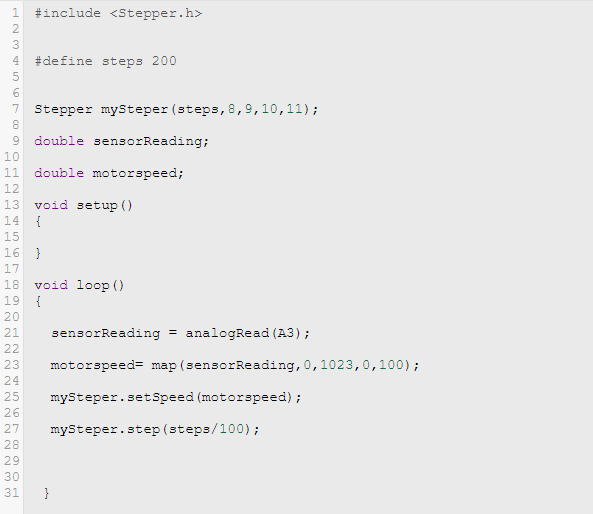 1 #include <Stepper.h>
2
3
4 #define steps 200
5
6
7 Stepper mySteper(steps,8,9,10,11);
8
9 double sensorReading;
10
11 double motorspeed;
12
13 void setup()
14 {
15
16 }
17
18 void loop()
19 {
20
21 sensorReading = analogRead(A3);
22
23 motorspeed= map(sensorReading,0,1023,0,100);
24
25 mySteper.setSpeed(motorspeed);
26
27 mySteper.step(steps/100);
28
29
30
31 }